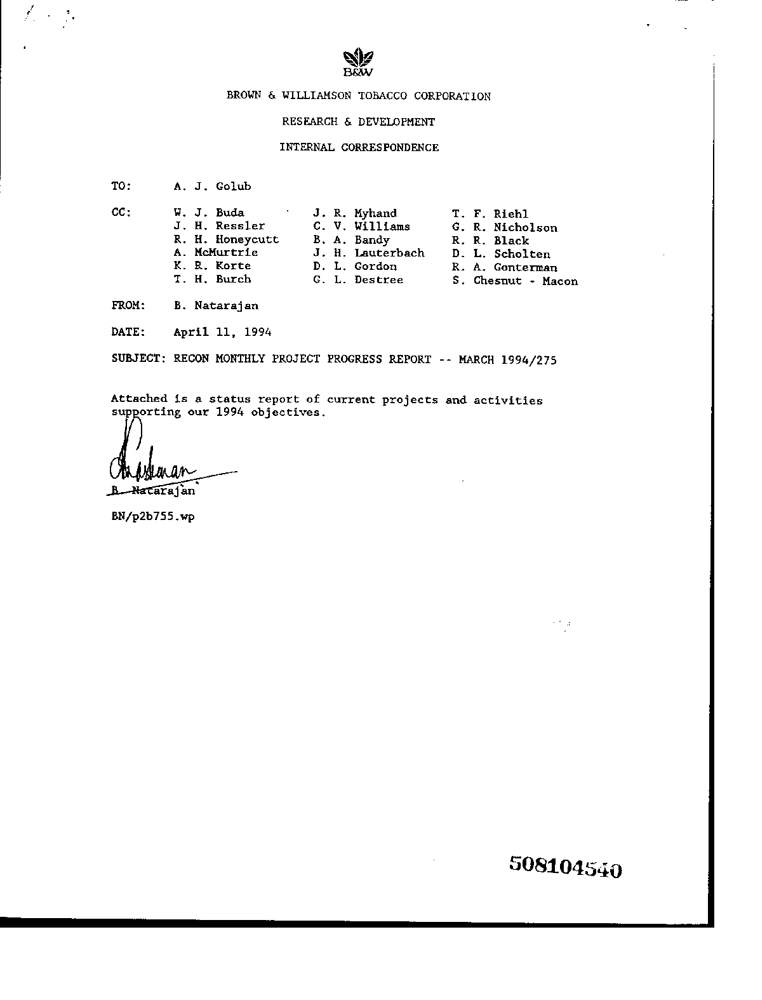 B&W
BROWN & WILLIAMSON TOBACCO CORPORATION
RESEARCH & DEVELOPMENT
INTERNAL CORRESPONDENCE
TO: A. J. Golub
CC: W. J. Buda J. R. Myhand T. F. Riehl
J. H. Ressler C. V. Williams G. R. Nicholson
R. H. Honeycutt B. A. Bandy R. R. Black
A. McMurtrie J. H. Lauterbach D. L. Scholten
K. R. Korte D. L. Gordon R. A. Gonterman
T. H. Burch G. L. Destree S. Chesnut - Macon
FROM: B. Natarajan
DATE: April 11, 1994
SUBJECT: RECON MONTHLY PROJECT PROGRESS REPORT -- MARCH 1994/275
Attached is a status report of current projects and activities
supporting our 1994 objectives.
B. Natarajan
BN/p2b755.wp
508104540